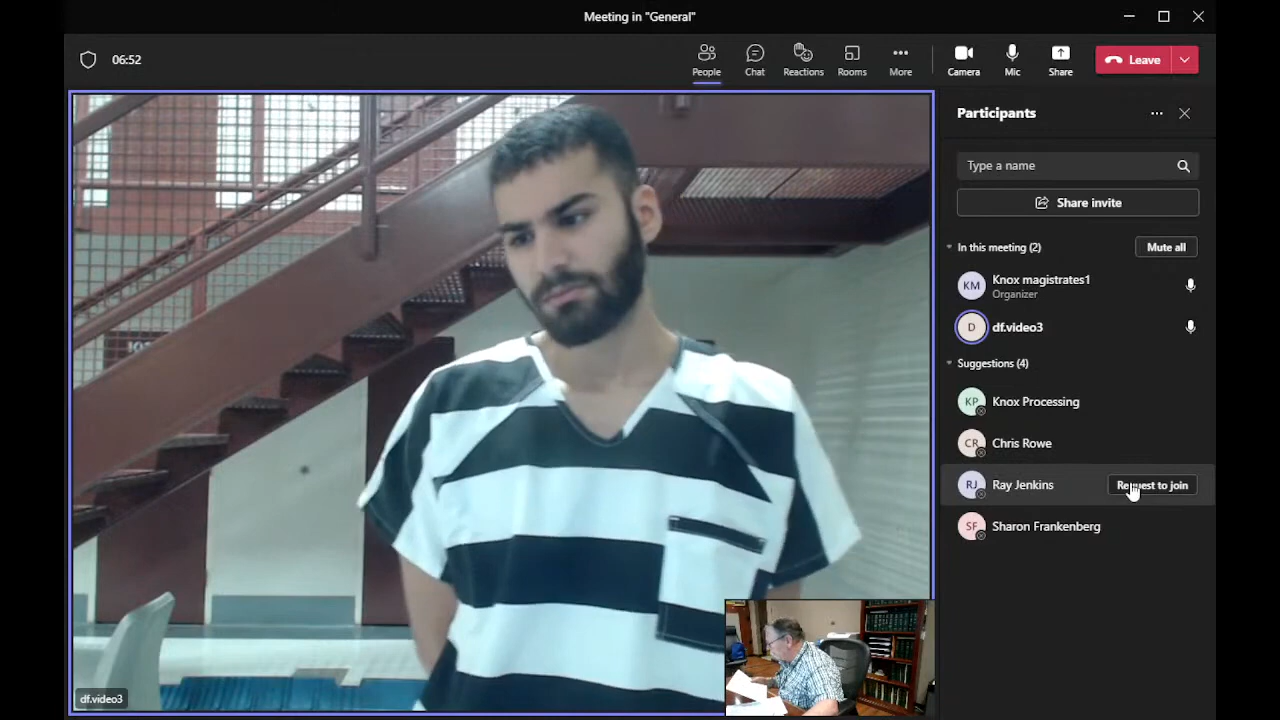 Meeting in "General"
06:52
People
Chat
Reactions
Rooms
More
Camera
Mic
Share
Leave
Participants
Type a name
Share invite
In this meeting (2)
Mute all
KM
Knox magistrates1
Organizer
D
df.video3
Suggestions (4)
KP
Knox Processing
CR
Chris Rowe
RJ
Ray Jenkins
Request to join
SF
Sharon Frankenberg
df.video3